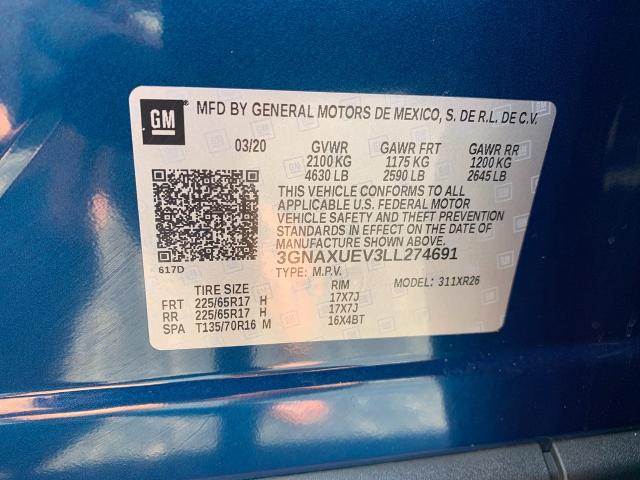 GM MFD BY GENERAL MOTORS DE MEXICO, S. DE R.L. DE C.V.
03/20 GVWR GAWR FRT GAWR RR
2100 KG 1175 KG 1200 KG
4630 LB 2590 LB 2645 LB
THIS VEHICLE CONFORMS TO ALL
APPLICABLE U.S. FEDERAL MOTOR
VEHICLE SAFETY AND THEFT PREVENTION
STANDARDS IN EFFECT ON THE DATE OF
MANUFACTURE SHOWN ABOVE.
617D 3GNAXUEV3LL274691
TYPE: M.P.V. MODEL: 311XR26
TIRE SIZE RIM
FRT 225/65R17 H 17X7J
RR 225/65R17 H 17X7J
SPA T135/70R16 M 16X4BT